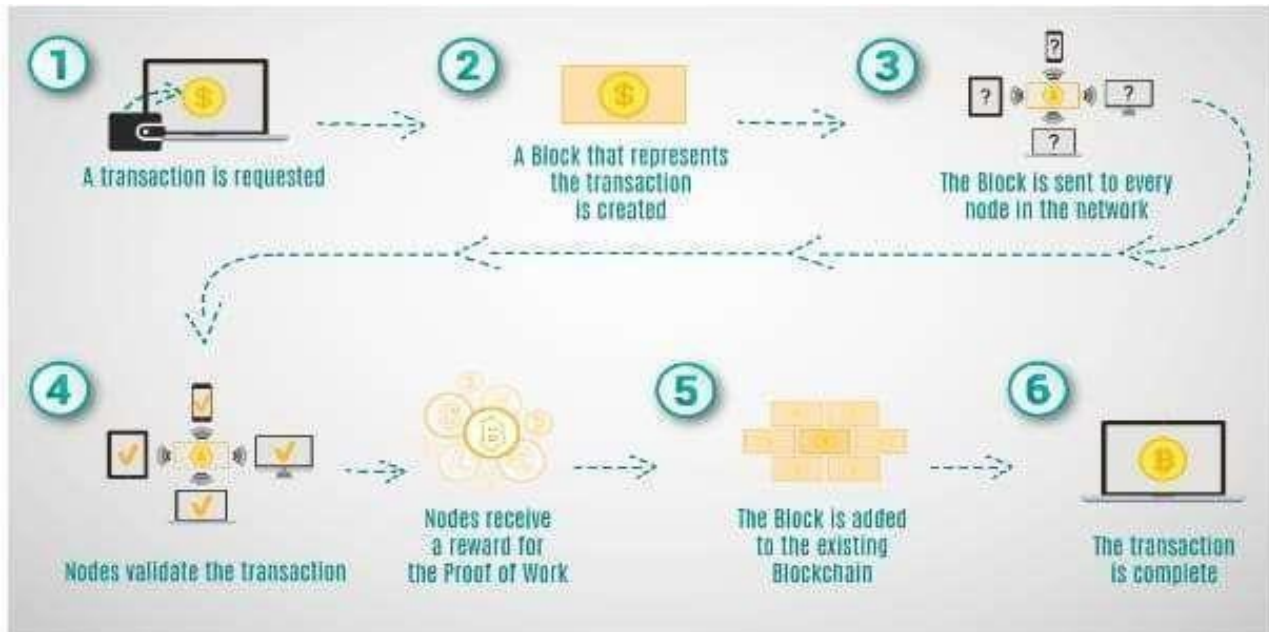 1
A transaction is requested
2
A Block that represents
the transaction
is created
3
The Block is sent to every
node in the network
4
Nodes validate the transaction
Nodes receive
a reward for
the Proof of Work
5
The Block is added
to the existing
Blockchain
6
The transaction
is complete